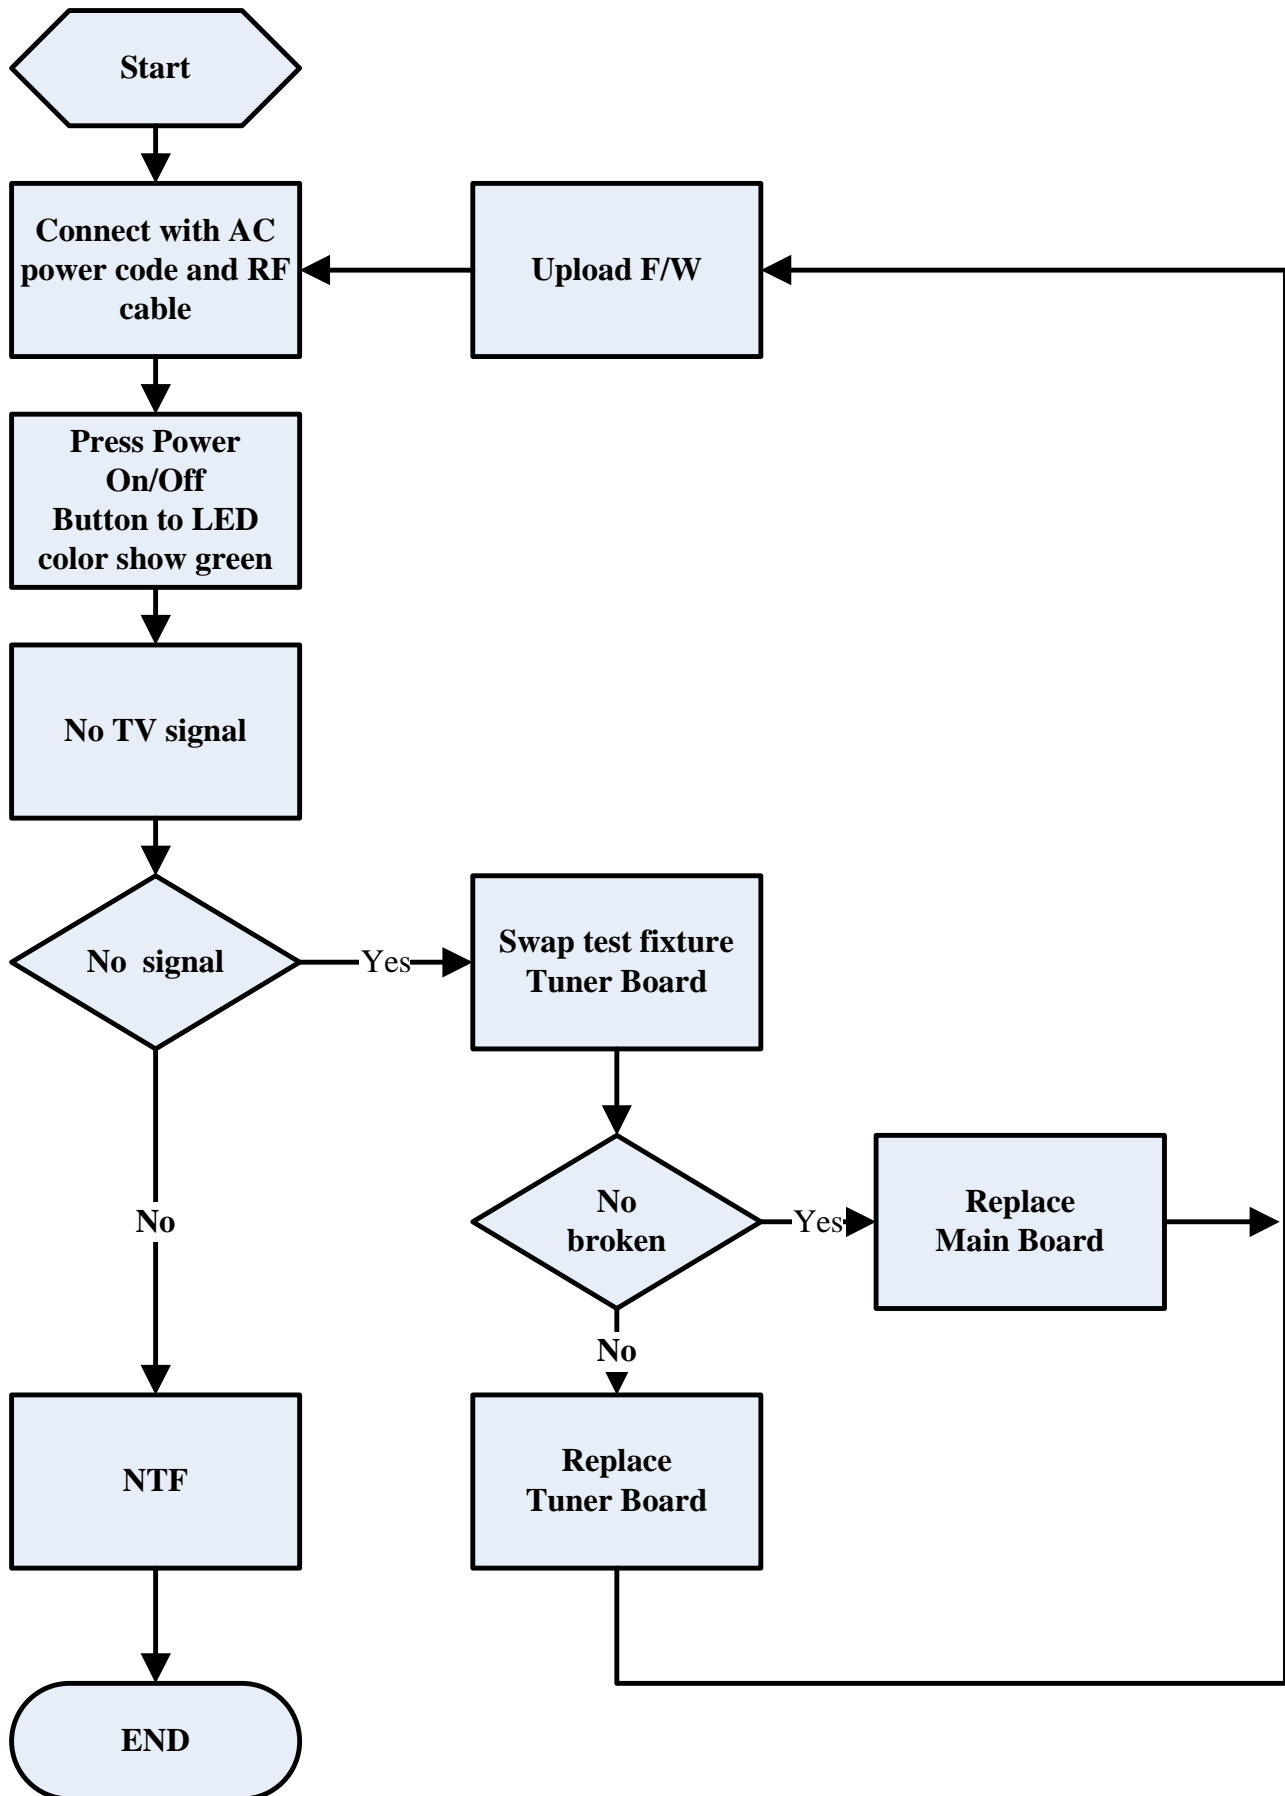 Start
Connect with AC
power code and RF
cable
Upload F/W
Press Power
On/Off
Button to LED
color show green
No TV signal
No signal
Yes
Swap test fixture
Tuner Board
No
No
broken
Yes
Replace
Main Board
No
NTF
Replace
Tuner Board
END